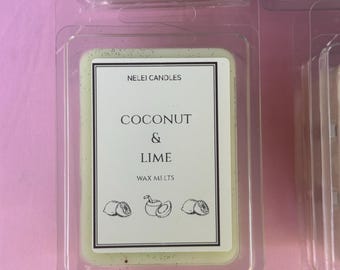 NELEI CANDLES
COCONUT
&
LIME
WAX MELTS